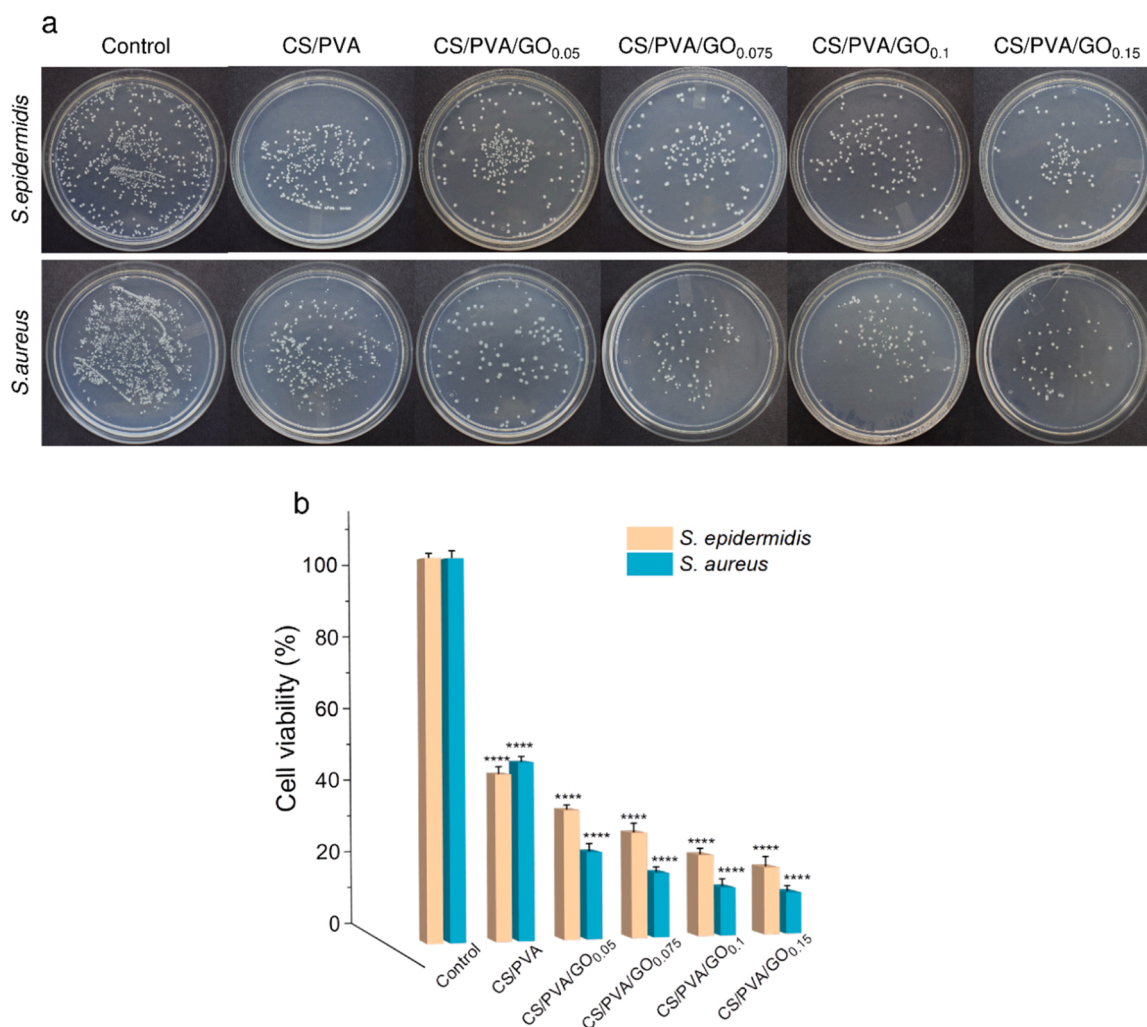 a
Control CS/PVA CS/PVA/GO0.05 CS/PVA/GO0.075 CS/PVA/GO0.1 CS/PVA/GO0.15
S.epidermidis
S.aureus
b
S. epidermidis
S. aureus
Cell viability (%)
100
80
60
40
20
0
**** ****
**** ****
**** ****
**** ****
**** ****
Control
CS/PVA
CS/PVA/GO0.05
CS/PVA/GO0.075
CS/PVA/GO0.1
CS/PVA/GO0.15